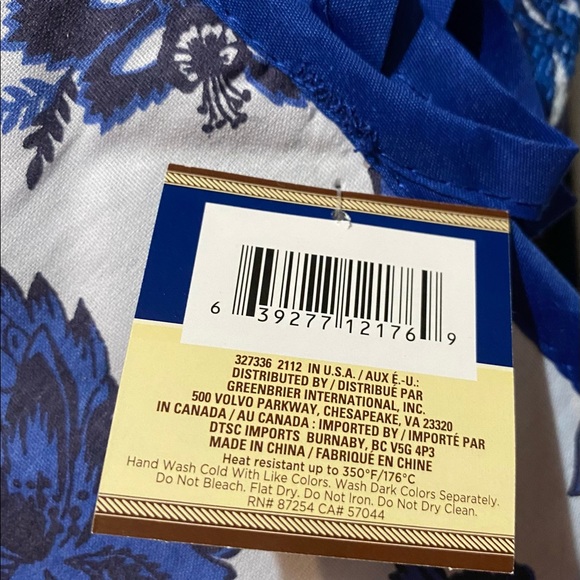 6 39277 12176 9
327336 2112 IN U.S.A./ AUX É.-U.:
DISTRIBUTED BY / DISTRIBUÉ PAR
GREENBRIER INTERNATIONAL, INC.
500 VOLVO PARKWAY, CHESAPEAKE, VA 23320
IN CANADA / AU CANADA : IMPORTED BY / IMPORTÉ PAR
DTSC IMPORTS BURNABY, BC V5G 4P3
MADE IN CHINA / FABRIQUÉ EN CHINE
Heat resistant up to 350°F/176°C
Hand Wash Cold With Like Colors. Wash Dark Colors Separately.
Do Not Bleach. Flat Dry. Do Not Iron. Do Not Dry Clean.
RN# 87254 CA# 57044